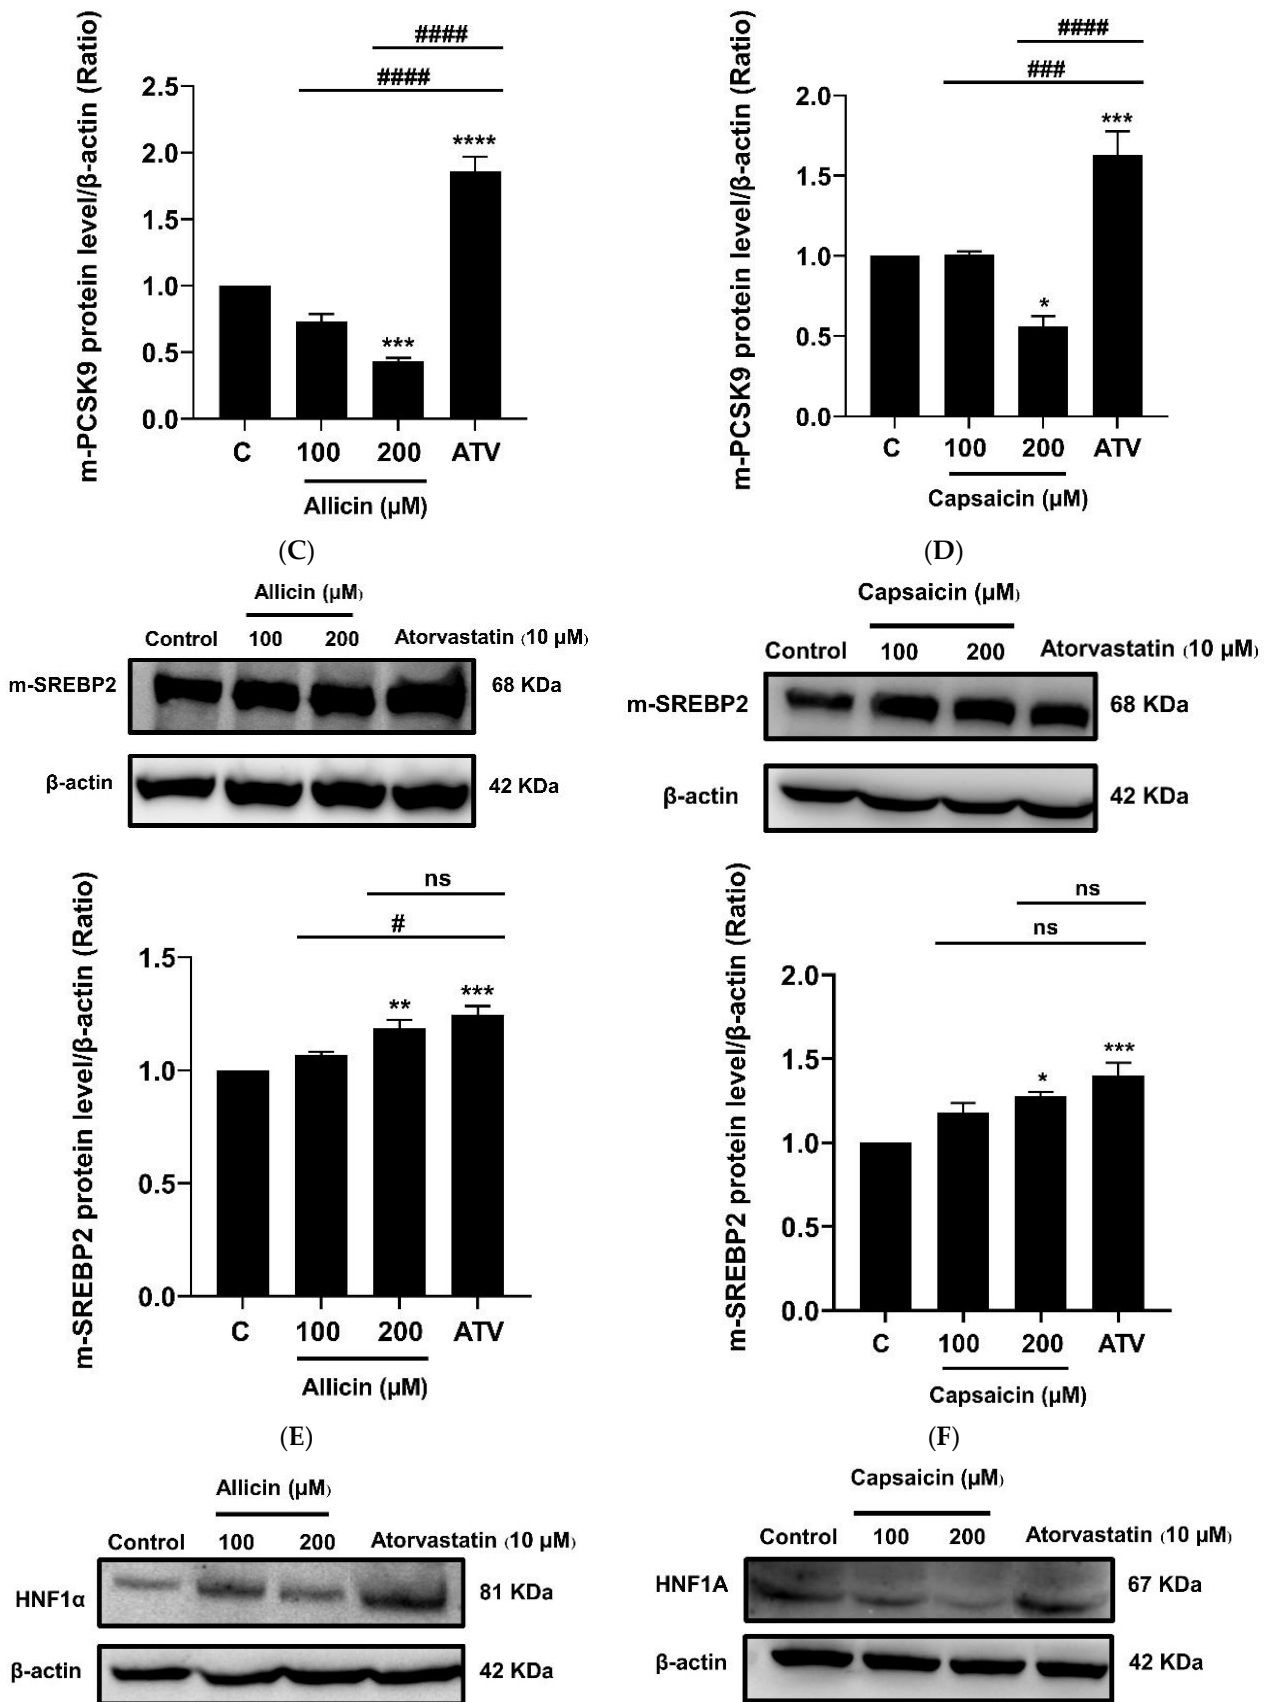 ####
####
m-PCSK9 protein level/β-actin (Ratio)
2.5
2.0
1.5
1.0
0.5
0.0
****
***
C 100 200 ATV
Allicin (μM)
(C)
####
###
m-PCSK9 protein level/β-actin (Ratio)
2.0
1.5
1.0
0.5
0.0
***
*
C 100 200 ATV
Capsaicin (μM)
(D)
Allicin (μM)
Control 100 200 Atorvastatin (10 μM)
m-SREBP2 68 KDa
β-actin 42 KDa
ns
#
m-SREBP2 protein level/β-actin (Ratio)
1.5
1.0
0.5
0.0
** ***
C 100 200 ATV
Allicin (μM)
(E)
Capsaicin (μM)
Control 100 200 Atorvastatin (10 μM)
m-SREBP2 68 KDa
β-actin 42 KDa
ns
ns
m-SREBP2 protein level/β-actin (Ratio)
2.0
1.5
1.0
0.5
0.0
***
*
C 100 200 ATV
Capsaicin (μM)
(F)
Allicin (μM)
Control 100 200 Atorvastatin (10 μM)
HNF1α 81 KDa
β-actin 42 KDa
Capsaicin (μM)
Control 100 200 Atorvastatin (10 μM)
HNF1A 67 KDa
β-actin 42 KDa